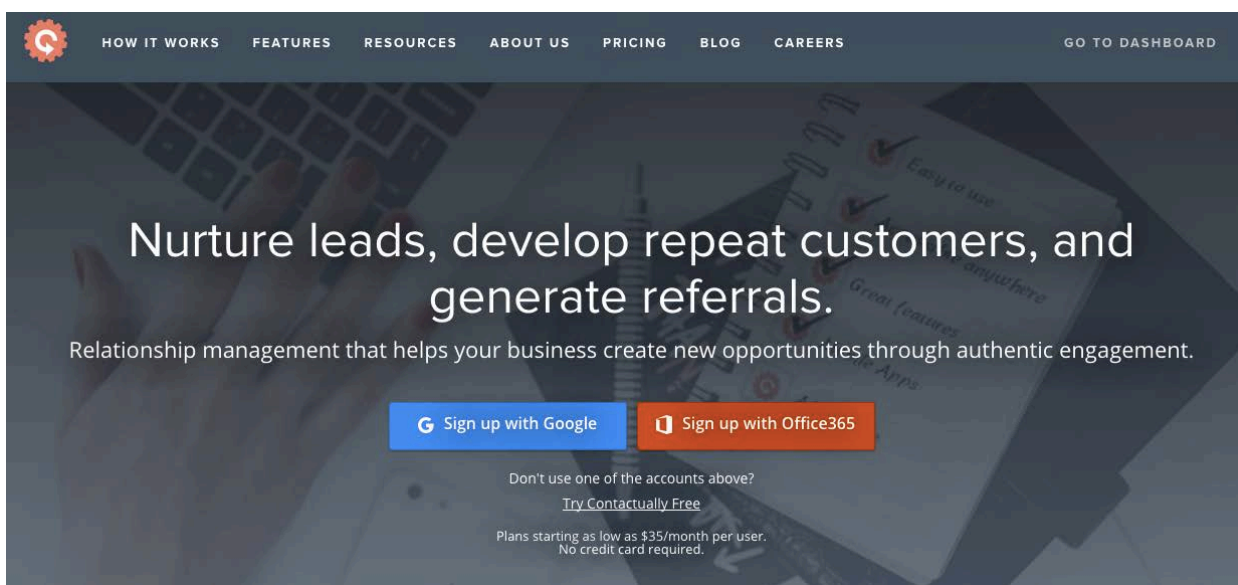 HOW IT WORKS FEATURES RESOURCES ABOUT US PRICING BLOG CAREERS GO TO DASHBOARD
Easy to use
anywhere
Nurture leads, develop repeat customers, and
generate referrals.
Great features
Relationship management that helps your business create new opportunities through authentic engagement.
Apps
Sign up with Google Sign up with Office365
Don't use one of the accounts above?
Try Contactually Free
Plans starting as low as $35/month per user.
No credit card required.